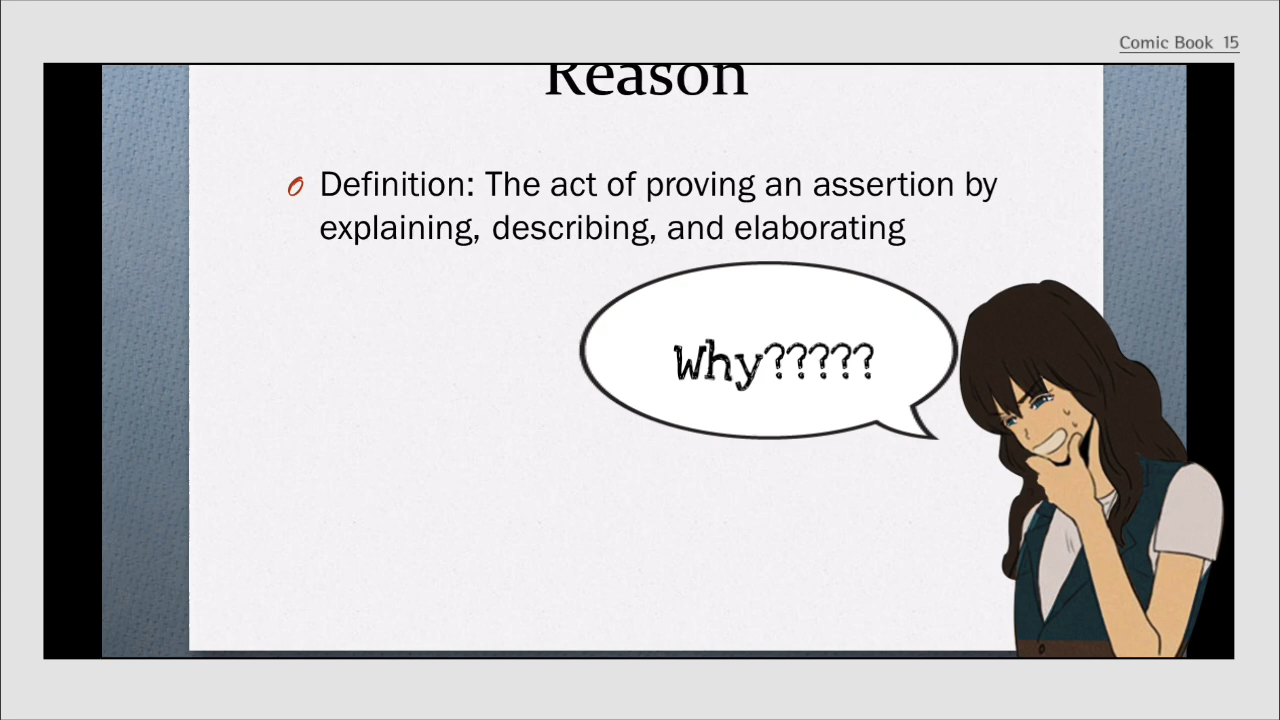 Comic Book 15
Reason
Definition: The act of proving an assertion by
explaining, describing, and elaborating
Why?????